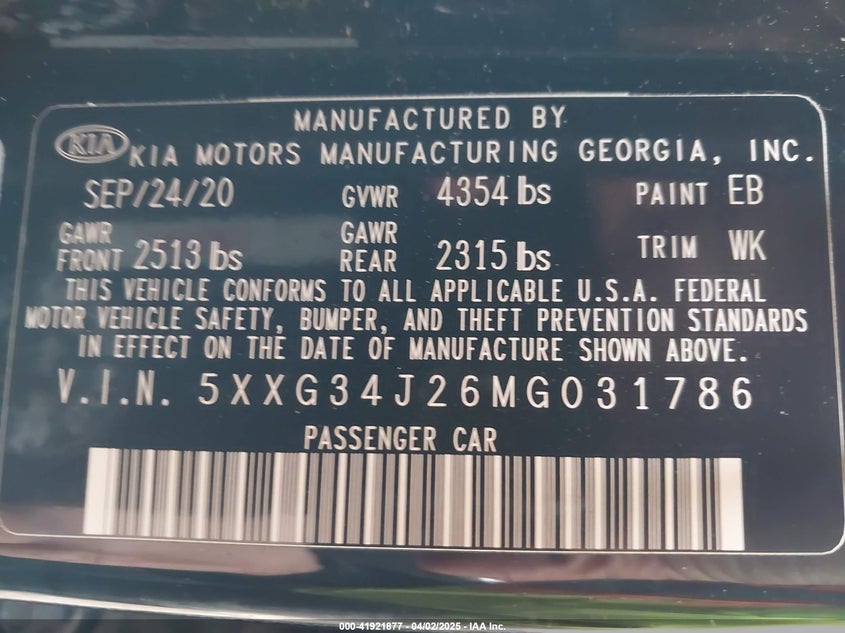 MANUFACTURED BY
KIA KIA MOTORS MANUFACTURING GEORGIA, INC.
SEP/24/20 GVWR 4354 lbs PAINT EB
GAWR FRONT 2513 lbs GAWR REAR 2315 lbs TRIM WK
THIS VEHICLE CONFORMS TO ALL APPLICABLE U.S.A. FEDERAL
MOTOR VEHICLE SAFETY, BUMPER, AND THEFT PREVENTION STANDARDS
IN EFFECT ON THE DATE OF MANUFACTURE SHOWN ABOVE.
V.I.N. 5XXG34J26MG031786
PASSENGER CAR
000-41921877 - 04/02/2025 - IAA Inc.